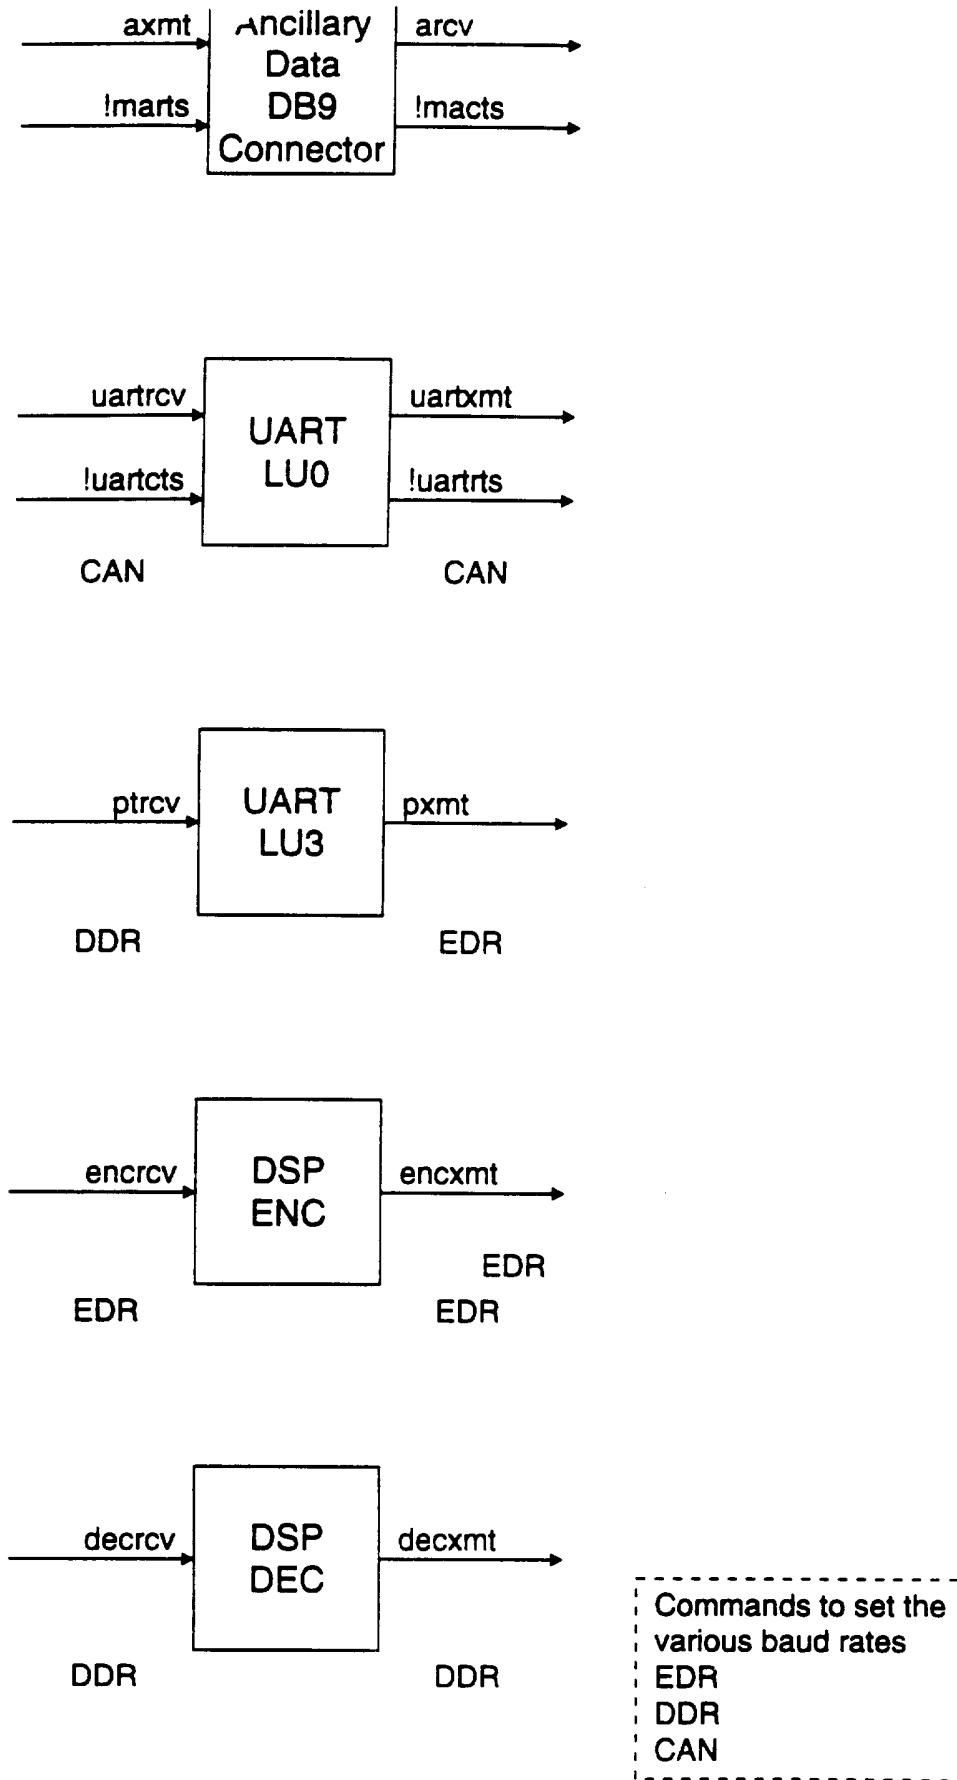 axmt
Ancillary
Data
DB9
Connector
arcv
!marts
!macts
uartrcv
UART
LU0
uartxmt
!uartcts
!uartrts
CAN
CAN
ptrcv
UART
LU3
pxmt
DDR
EDR
encrcv
DSP
ENC
encxmt
EDR
EDR
EDR
decrcv
DSP
DEC
decxmt
DDR
DDR
Commands to set the
various baud rates
EDR
DDR
CAN